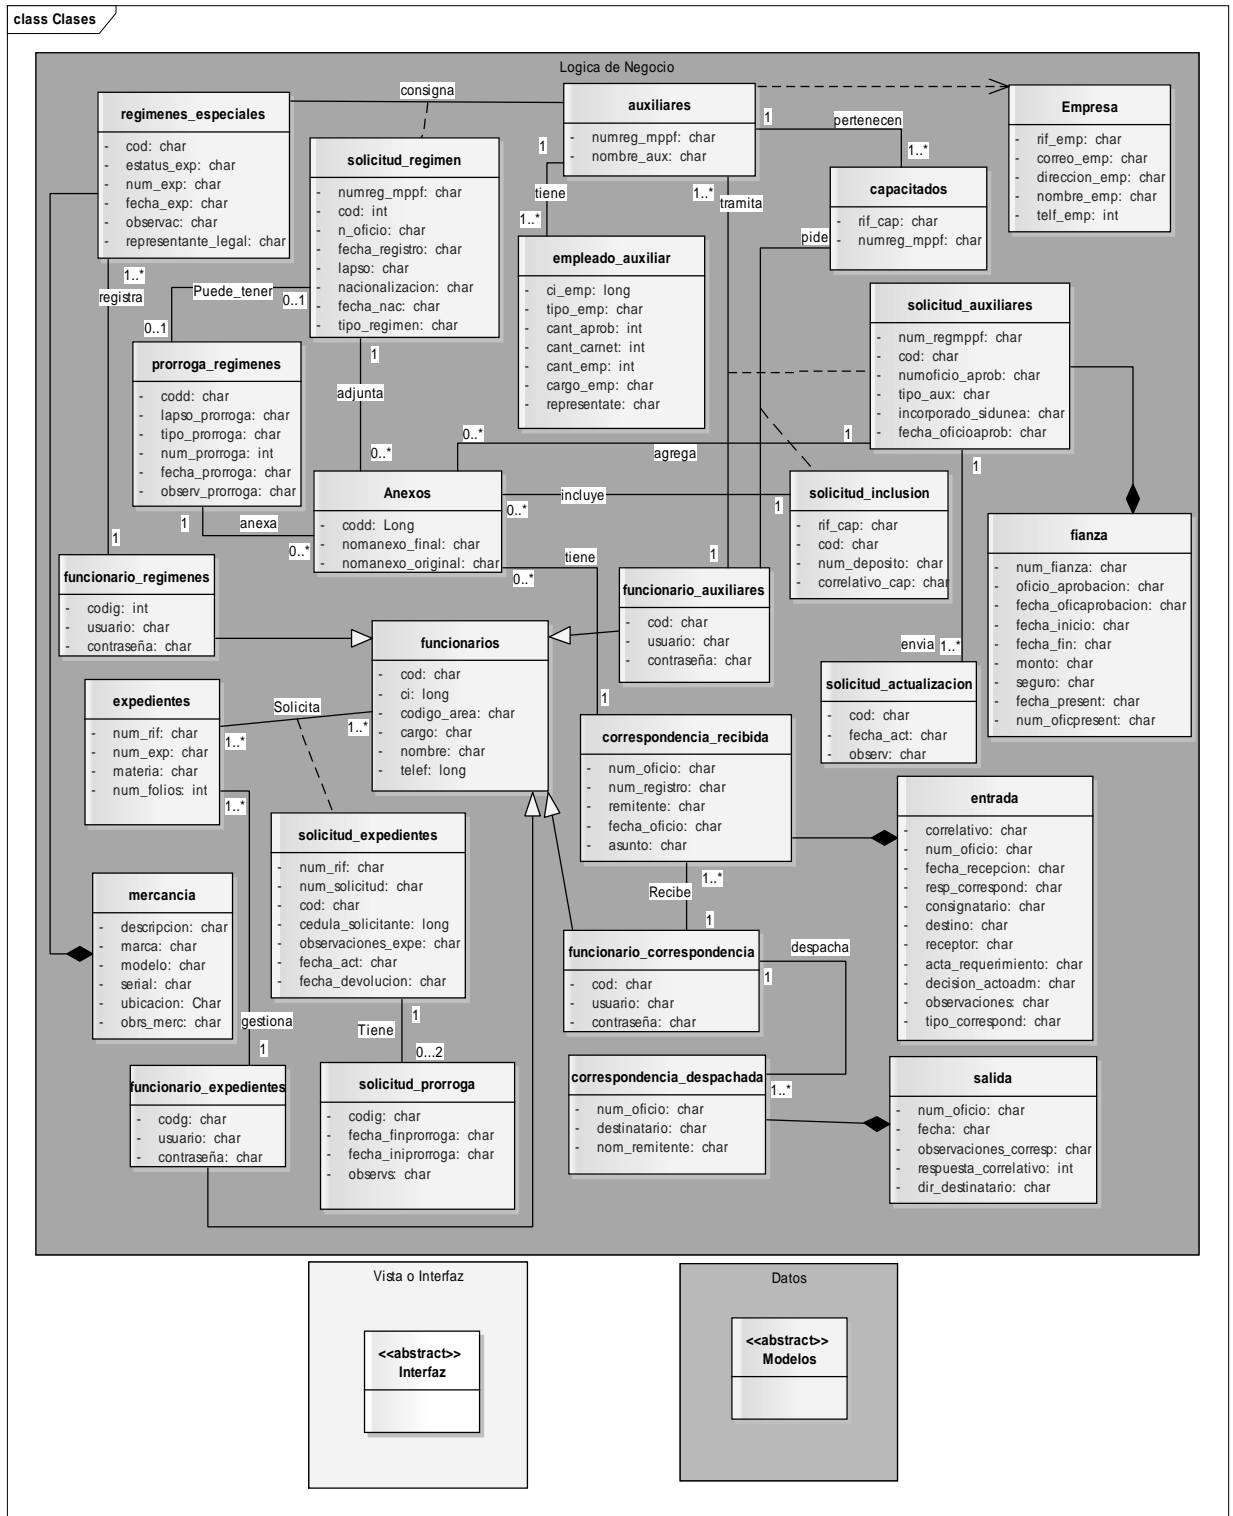 class Clases
Logica de Negocio
consigna
regimenes_especiales
- cod: char
- estatus_exp: char
- num_exp: char
- fecha_exp: char
- observac: char
- representante_legal: char
auxiliares
- numreg_mppf: char
- nombre_aux: char
Empresa
- rif_emp: char
- correo_emp: char
- direccion_emp: char
- nombre_emp: char
- telf_emp: int
1
pertenecen
1..*
solicitud_regimen
- numreg_mppf: char
- cod: int
- n_oficio: char
- fecha_registro: char
- lapso: char
- nacionalizacion: char
- fecha_nac: char
- tipo_regimen: char
1
tiene
1..*
1..*
tramita
capacitados
- rif_cap: char
- numreg_mppf: char
pide
empleado_auxiliar
- ci_emp: long
- tipo_emp: char
- cant_aprob: int
- cant_carnet: int
- cant_emp: int
- cargo_emp: char
- representate: char
1..*
registra
Puede_tener
0..1
0..1
solicitud_auxiliares
- num_regmppf: char
- cod: char
- numoficio_aprob: char
- tipo_aux: char
- incorporado_sidunea: char
- fecha_oficioaprob: char
prorroga_regimenes
- codd: char
- lapso_prorroga: char
- tipo_prorroga: char
- num_prorroga: int
- fecha_prorroga: char
- observ_prorroga: char
1
adjunta
0..*
0..*
agrega
1
1
Anexos
- codd: Long
- nomanexo_final: char
- nomanexo_original: char
incluye
0..*
1
solicitud_inclusion
- rif_cap: char
- cod: char
- num_deposito: char
- correlativo_cap: char
1
anexa
0..*
1
0..*
tiene
1
fianza
- num_fianza: char
- oficio_aprobacion: char
- fecha_oficaprobacion: char
- fecha_inicio: char
- fecha_fin: char
- monto: char
- seguro: char
- fecha_present: char
- num_oficpresent: char
funcionario_regimenes
- codig: int
- usuario: char
- contraseña: char
funcionario_auxiliares
- cod: char
- usuario: char
- contraseña: char
funcionarios
- cod: char
- ci: long
- codigo_area: char
- cargo: char
- nombre: char
- telef: long
envia
1..*
solicitud_actualizacion
- cod: char
- fecha_act: char
- observ: char
expedientes
- num_rif: char
- num_exp: char
- materia: char
- num_folios: int
Solicita
1..*
1..*
1..*
1
correspondencia_recibida
- num_oficio: char
- num_registro: char
- remitente: char
- fecha_oficio: char
- asunto: char
entrada
- correlativo: char
- num_oficio: char
- fecha_recepcion: char
- resp_correspond: char
- consignatario: char
- destino: char
- receptor: char
- acta_requerimiento: char
- decision_actoadm: char
- observaciones: char
- tipo_correspond: char
solicitud_expedientes
- num_rif: char
- num_solicitud: char
- cod: char
- cedula_solicitante: long
- observaciones_expe: char
- fecha_act: char
- fecha_devolucion: char
1..*
Recibe
1
mercancia
- descripcion: char
- marca: char
- modelo: char
- serial: char
- ubicacion: Char
- obrs_merc: char
funcionario_correspondencia
- cod: char
- usuario: char
- contraseña: char
despacha
1
1..*
gestiona
1
1
Tiene
0...2
funcionario_expedientes
- codg: char
- usuario: char
- contraseña: char
solicitud_prorroga
- codig: char
- fecha_finprorroga: char
- fecha_iniprorroga: char
- observs: char
correspondencia_despachada
- num_oficio: char
- destinatario: char
- nom_remitente: char
salida
- num_oficio: char
- fecha: char
- observaciones_corresp: char
- respuesta_correlativo: int
- dir_destinatario: char
Vista o Interfaz
<<abstract>>
Interfaz
Datos
<<abstract>>
Modelos